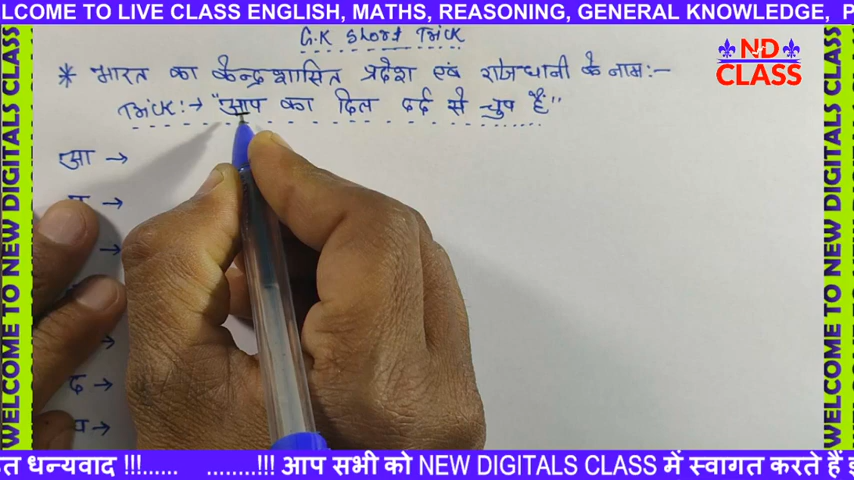 LCOME TO LIVE CLASS ENGLISH, MATHS, REASONING, GENERAL KNOWLEDGE, P
G.K Short Trick
ND
CLASS
* भारत का केन्द्रशासित प्रदेश एवं राजधानी के नाम:-
Trick:→ "आप का दिल दर्द से चुप है"
आ →
→
→
→
द →
च →
WELCOME TO NEW DIGITALS CLASS
WELCOME TO NEW DIGITALS CLASS
त धन्यवाद !!!...... ........!!! आप सभी को NEW DIGITALS CLASS में स्वागत करते हैं